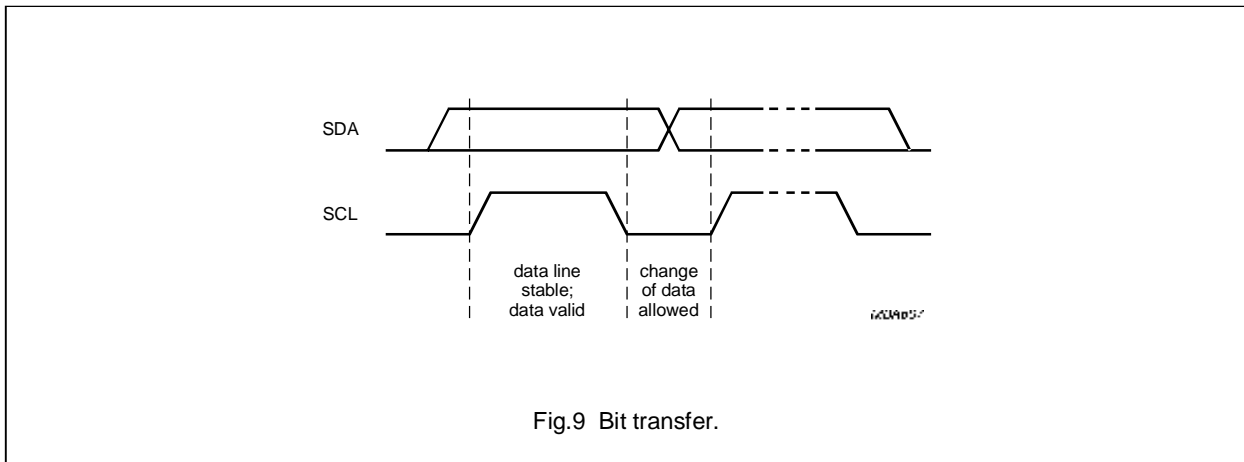 SDA
SCL
data line
stable;
data valid
change
of data
allowed
Fig.9 Bit transfer.